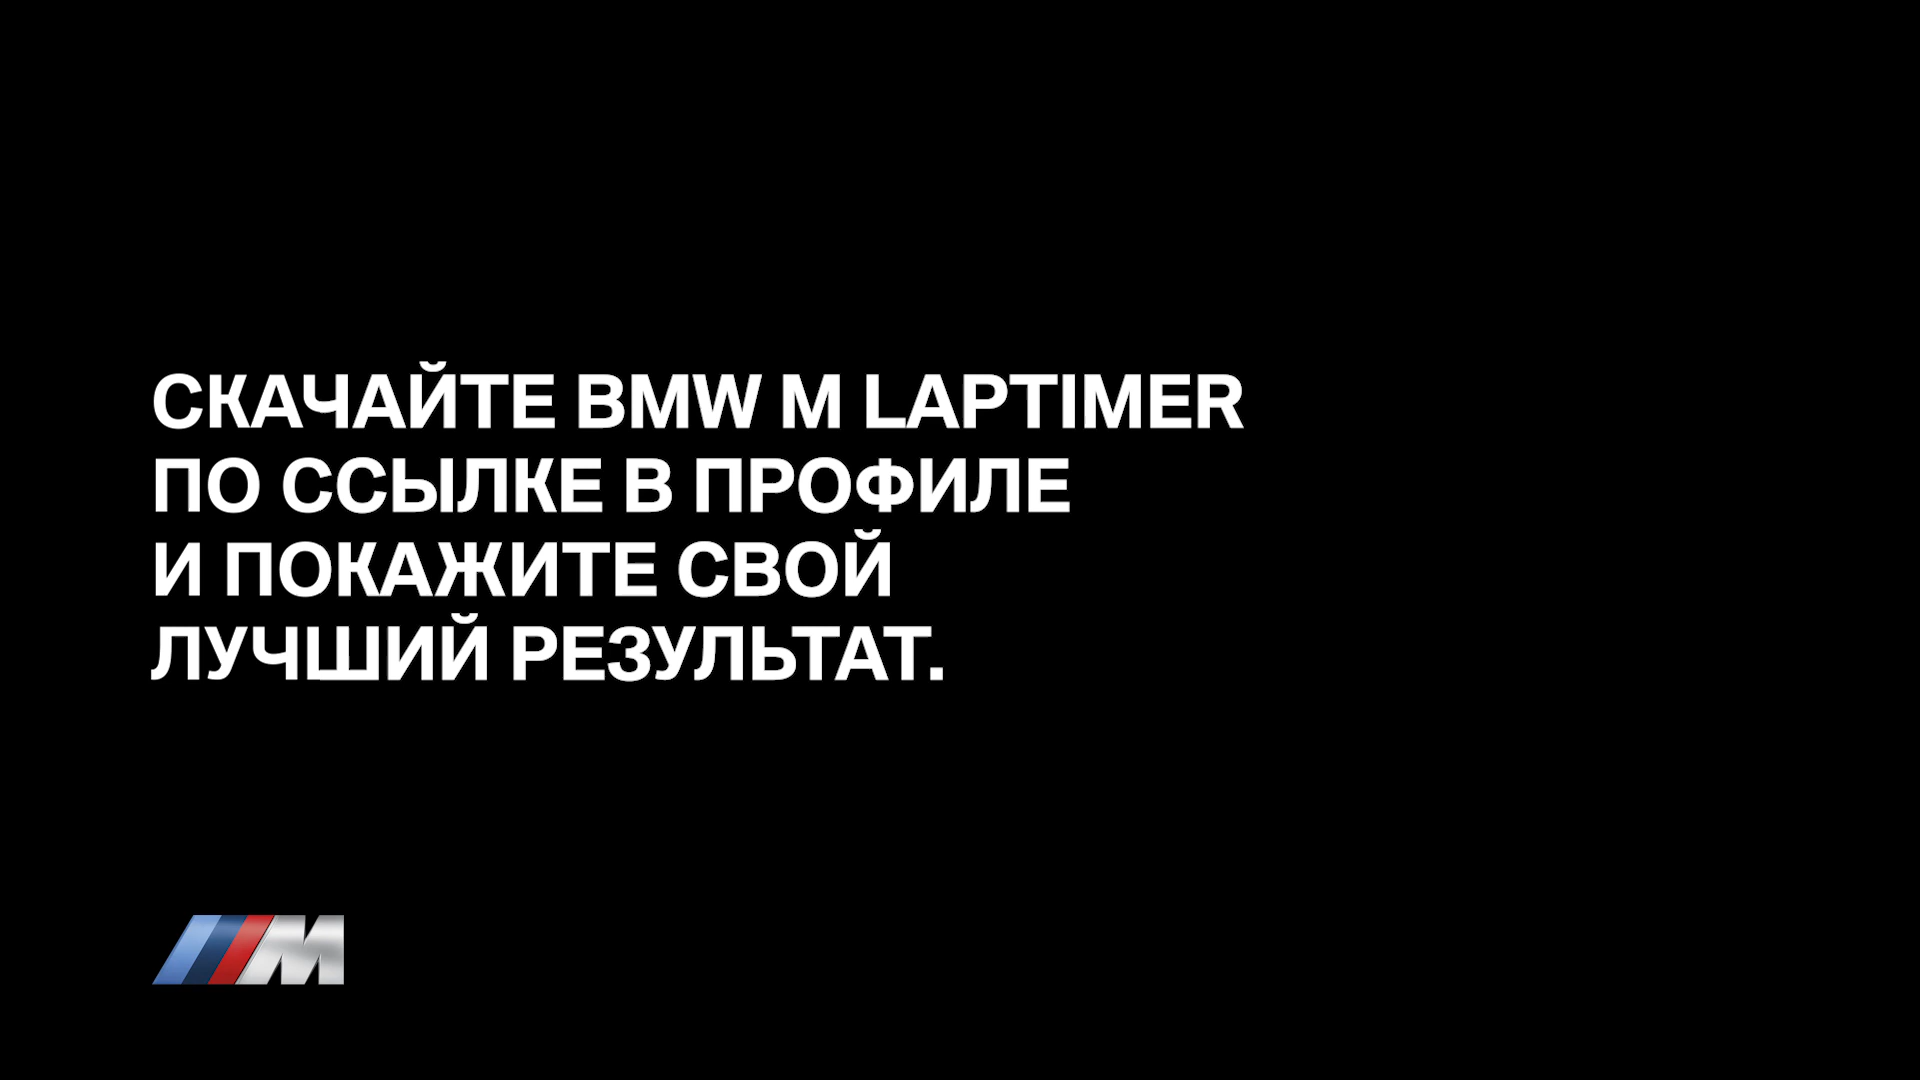 СКАЧАЙТЕ BMW M LAPTIMER
ПО ССЫЛКЕ В ПРОФИЛЕ
И ПОКАЖИТЕ СВОЙ
ЛУЧШИЙ РЕЗУЛЬТАТ.
M